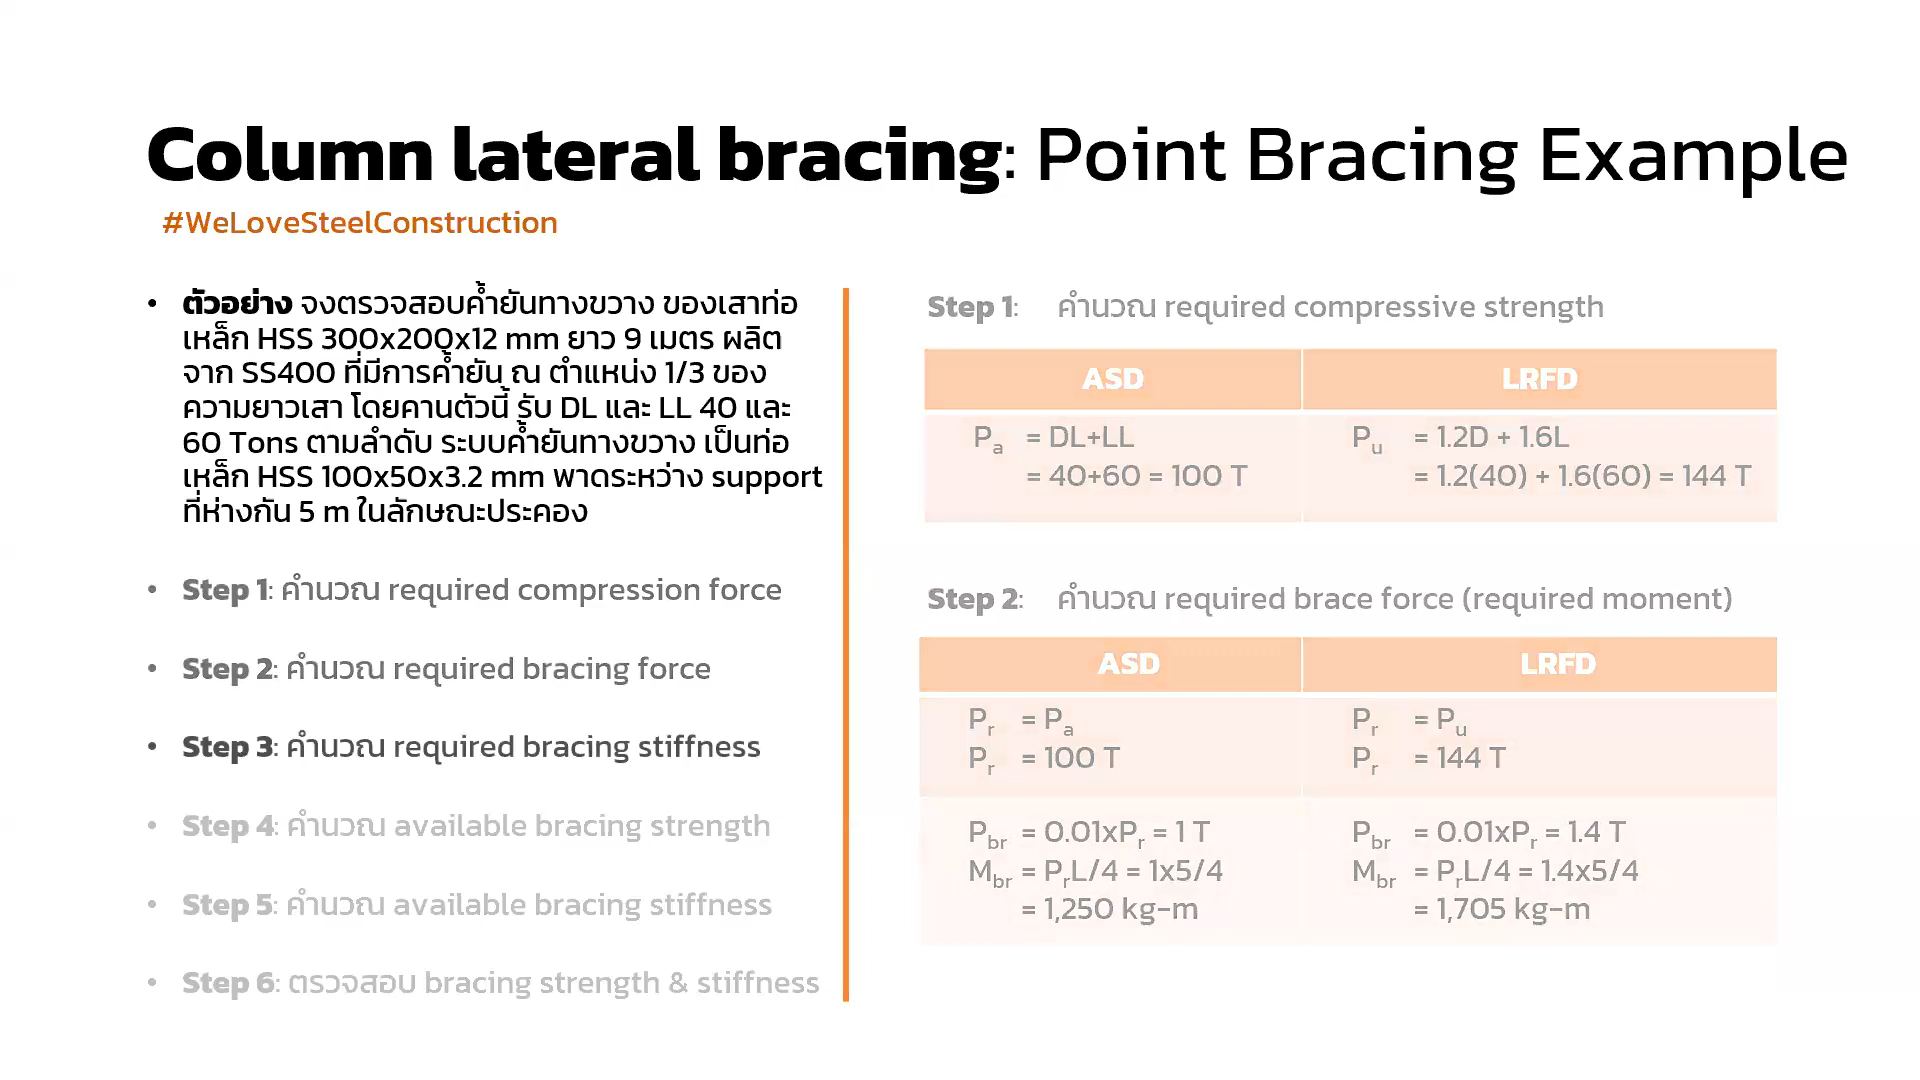 Column lateral bracing: Point Bracing Example
#WeLoveSteelConstruction
• ตัวอย่าง จงตรวจสอบค้ำยันทางขวาง ของเสาท่อ
เหล็ก HSS 300x200x12 mm ยาว 9 เมตร ผลิต
จาก SS400 ที่มีการค้ำยัน ณ ตำแหน่ง 1/3 ของ
ความยาวเสา โดยคานตัวนี้ รับ DL และ LL 40 และ
60 Tons ตามลำดับ ระบบค้ำยันทางขวาง เป็นท่อ
เหล็ก HSS 100x50x3.2 mm พาดระหว่าง support
ที่ห่างกัน 5 m ในลักษณะประคอง
• Step 1: คำนวณ required compression force
• Step 2: คำนวณ required bracing force
• Step 3: คำนวณ required bracing stiffness
• Step 4: คำนวณ available bracing strength
• Step 5: คำนวณ available bracing stiffness
• Step 6: ตรวจสอบ bracing strength & stiffness
Step 1: คำนวณ required compressive strength
ASD LRFD
Pa = DL+LL Pu = 1.2D + 1.6L
= 40+60 = 100 T = 1.2(40) + 1.6(60) = 144 T
Step 2: คำนวณ required brace force (required moment)
ASD LRFD
Pr = Pa Pr = Pu
Pr = 100 T Pr = 144 T
Pbr = 0.01xPr = 1 T Pbr = 0.01xPr = 1.4 T
Mbr = PrL/4 = 1x5/4 Mbr = PrL/4 = 1.4x5/4
= 1,250 kg-m = 1,705 kg-m